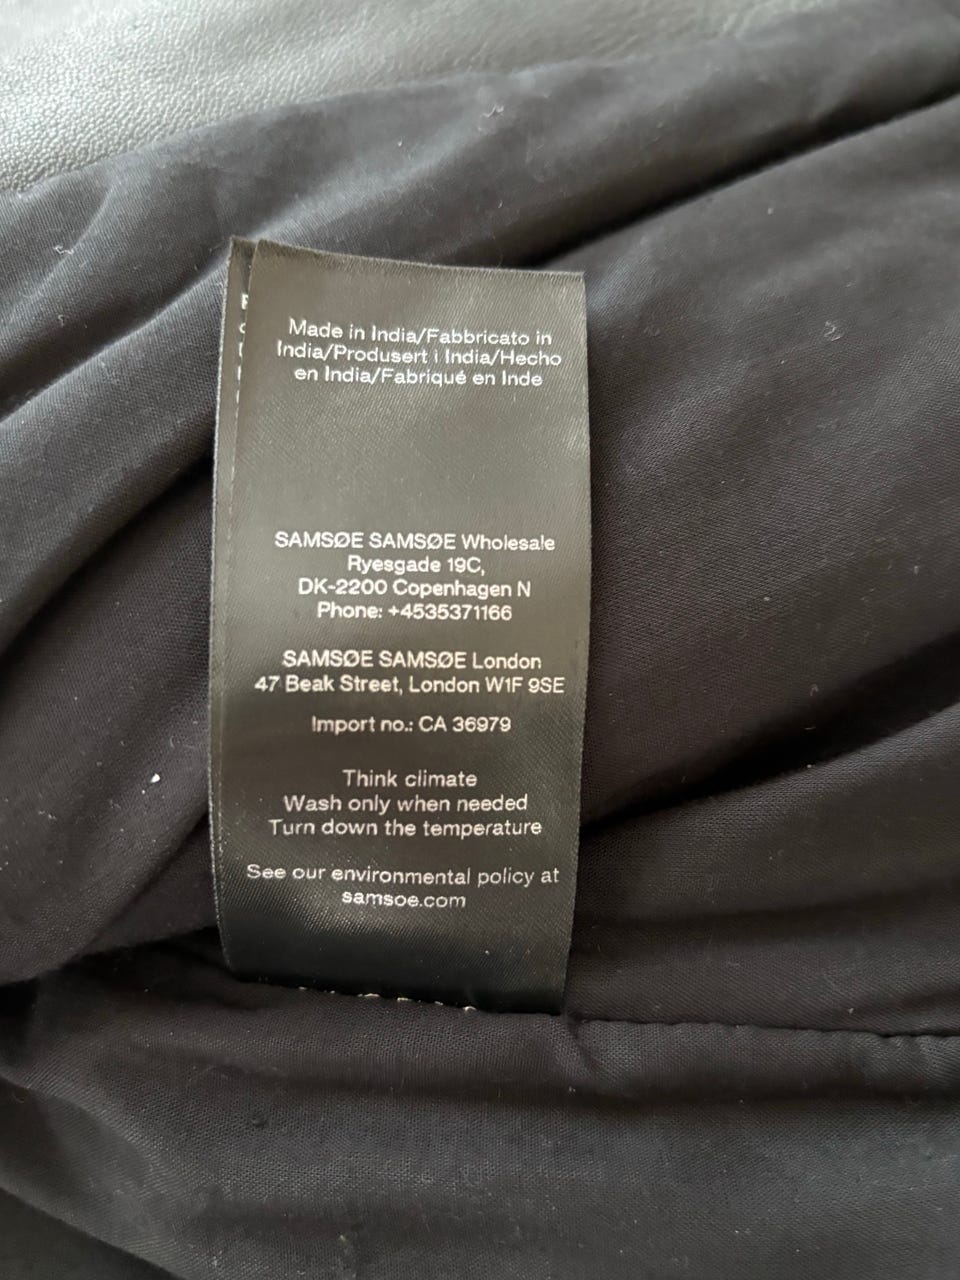 Made in India/Fabbricato in
India/Produsert i India/Hecho
en India/Fabriqué en Inde
SAMSØE SAMSØE Wholesale
Ryesgade 19C,
DK-2200 Copenhagen N
Phone: +4535371166
SAMSØE SAMSØE London
47 Beak Street, London W1F 9SE
Import no.: CA 36979
Think climate
Wash only when needed
Turn down the temperature
See our environmental policy at
samsoe.com